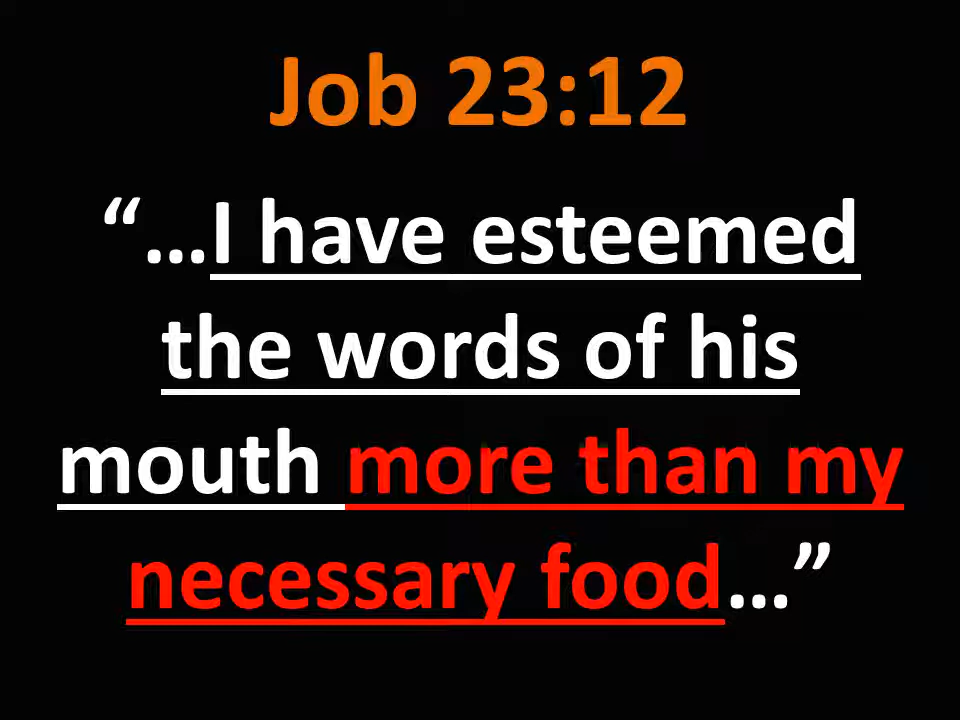 Job 23:12
“…I have esteemed
the words of his
mouth more than my
necessary food…”